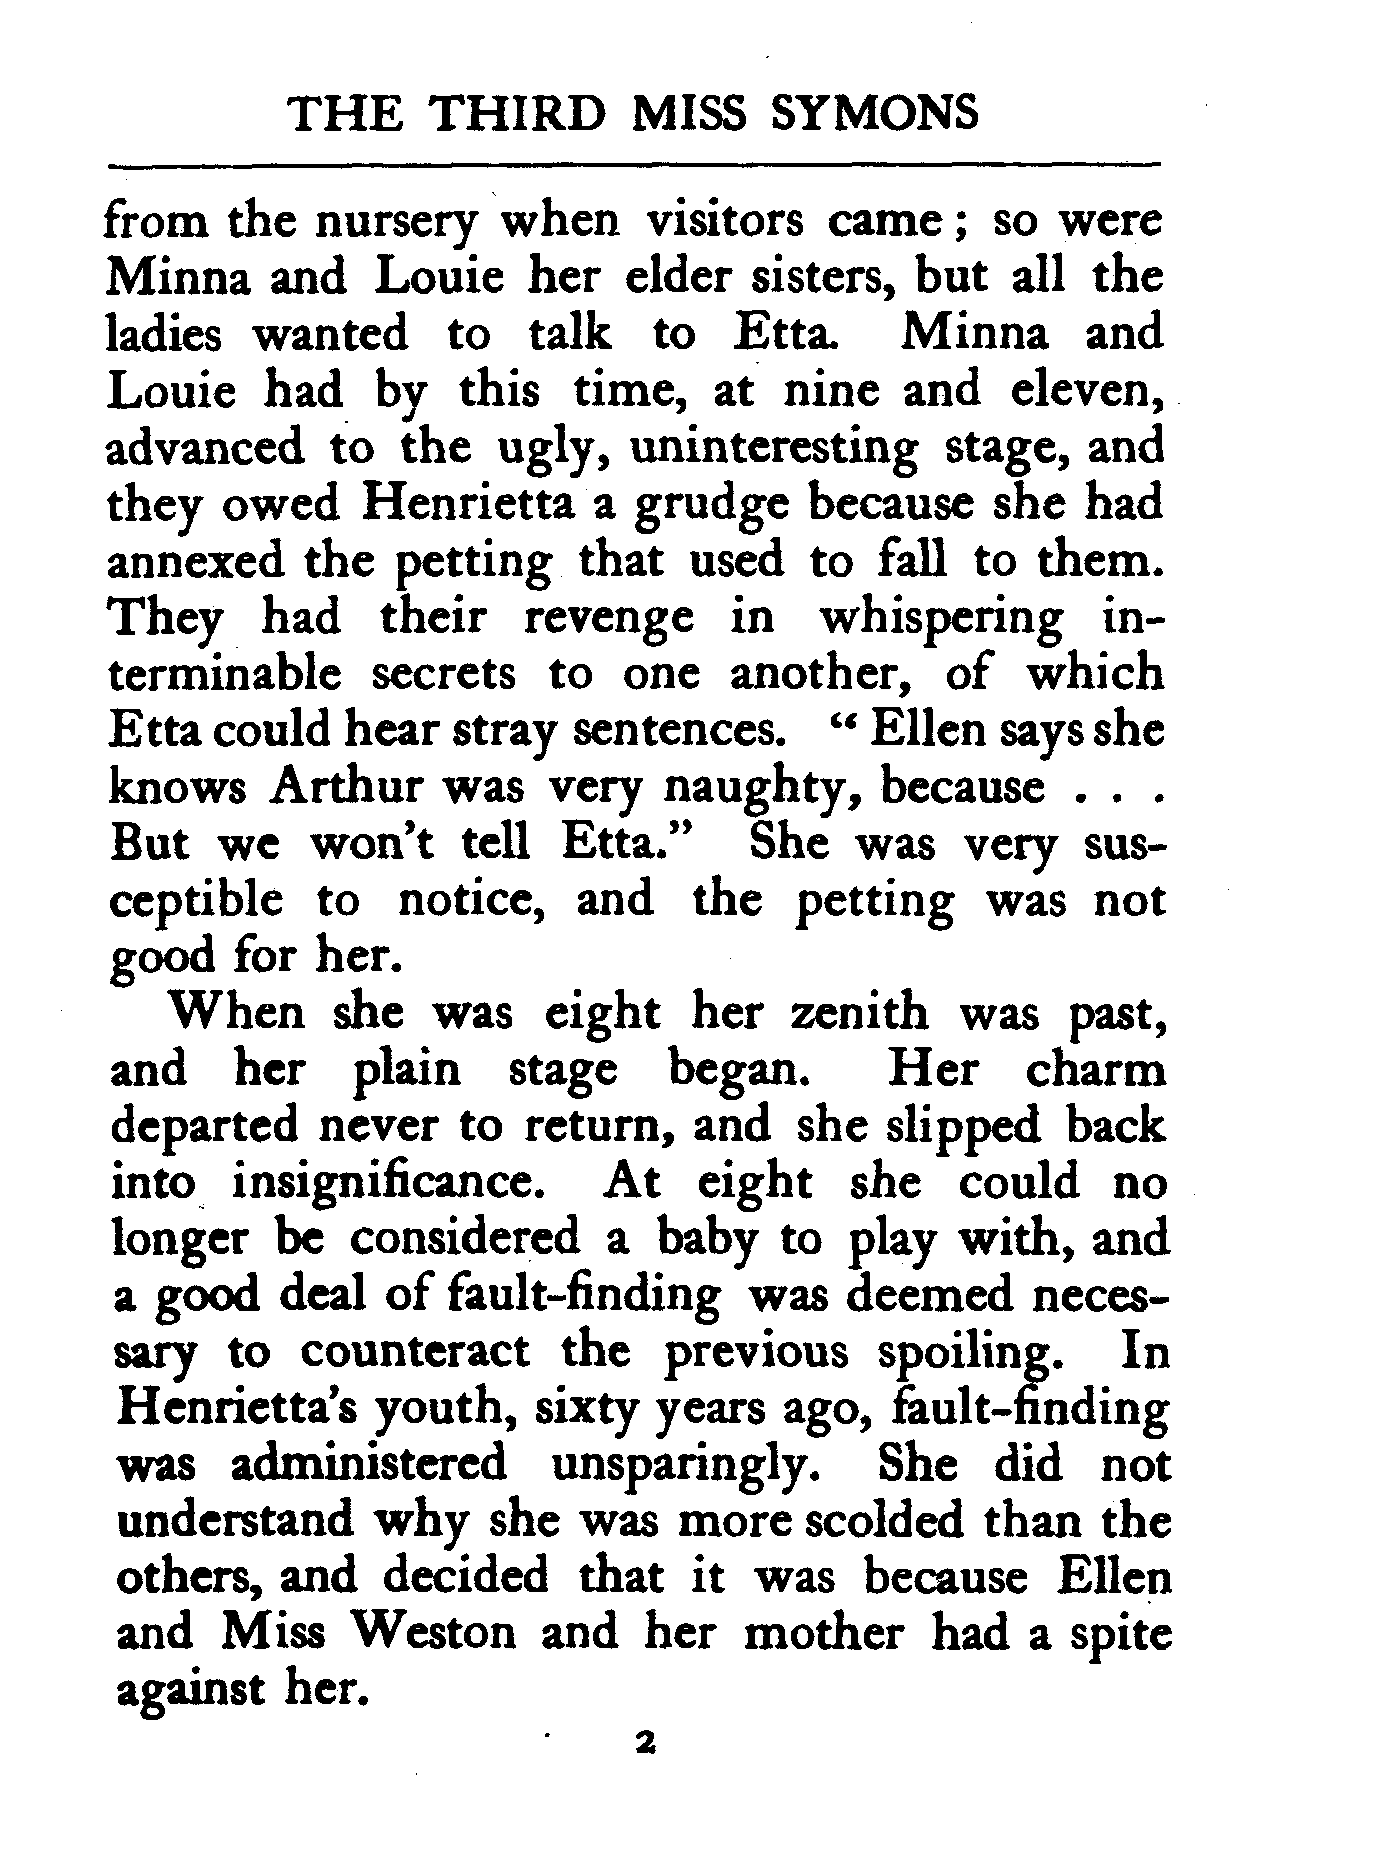 THE THIRD MISS SYMONS
from the nursery when visitors came ; so were
Minna and Louie her elder sisters, but all the
ladies wanted to talk to Etta. Minna and
Louie had by this time, at nine and eleven,
advanced to the ugly, uninteresting stage, and
they owed Henrietta a grudge because she had
annexed the petting that used to fall to them.
They had their revenge in whispering in-
terminable secrets to one another, of which
Etta could hear stray sentences. “ Ellen says she
knows Arthur was very naughty, because . . .
But we won’t tell Etta.” She was very sus-
ceptible to notice, and the petting was not
good for her.
When she was eight her zenith was past,
and her plain stage began. Her charm
departed never to return, and she slipped back
into insignificance. At eight she could no
longer be considered a baby to play with, and
a good deal of fault-finding was deemed neces-
sary to counteract the previous spoiling. In
Henrietta’s youth, sixty years ago, fault-finding
was administered unsparingly. She did not
understand why she was more scolded than the
others, and decided that it was because Ellen
and Miss Weston and her mother had a spite
against her.
2